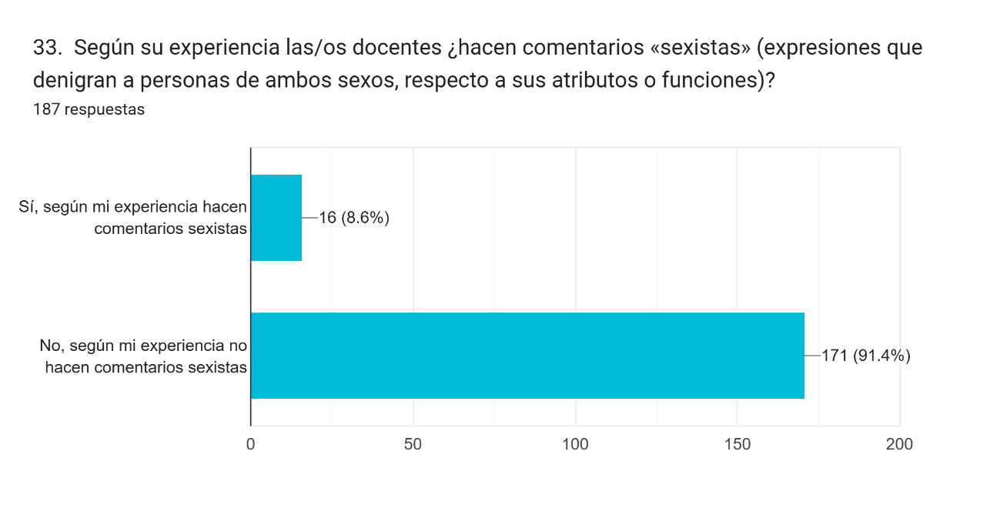 33.  Según su experiencia las/os docentes ¿hacen comentarios «sexistas» (expresiones que
denigran a personas de ambos sexos, respecto a sus atributos o funciones)?
187 respuestas
Sí, según mi experiencia hacen
comentarios sexistas
16 (8.6%)
No, según mi experiencia no
hacen comentarios sexistas
171 (91.4%)
0 50 100 150 200